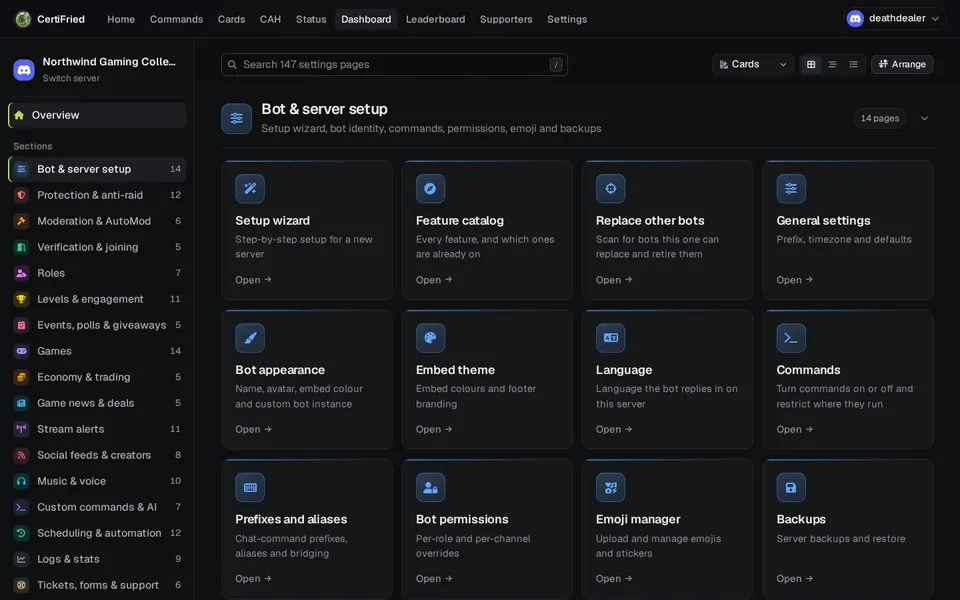 CertiFried
Home
Commands
Cards
CAH
Status
Dashboard
Leaderboard
Supporters
Settings
deathdealer
Northwind Gaming Colle...
Switch server
Overview
Sections
Bot & server setup 14
Protection & anti-raid 12
Moderation & AutoMod 6
Verification & joining 5
Roles 7
Levels & engagement 11
Events, polls & giveaways 5
Games 14
Economy & trading 5
Game news & deals 5
Stream alerts 11
Social feeds & creators 8
Music & voice 10
Custom commands & AI 7
Scheduling & automation 12
Logs & stats 9
Tickets, forms & support 6
Search 147 settings pages /
Cards
Arrange
Bot & server setup
Setup wizard, bot identity, commands, permissions, emoji and backups
14 pages
Setup wizard
Step-by-step setup for a new
server
Open →
Feature catalog
Every feature, and which ones
are already on
Open →
Replace other bots
Scan for bots this one can
replace and retire them
Open →
General settings
Prefix, timezone and defaults
Open →
Bot appearance
Name, avatar, embed colour
and custom bot instance
Open →
Embed theme
Embed colours and footer
branding
Open →
Language
Language the bot replies in on
this server
Open →
Commands
Turn commands on or off and
restrict where they run
Open →
Prefixes and aliases
Chat-command prefixes,
aliases and bridging
Open →
Bot permissions
Per-role and per-channel
overrides
Open →
Emoji manager
Upload and manage emojis
and stickers
Open →
Backups
Server backups and restore
Open →